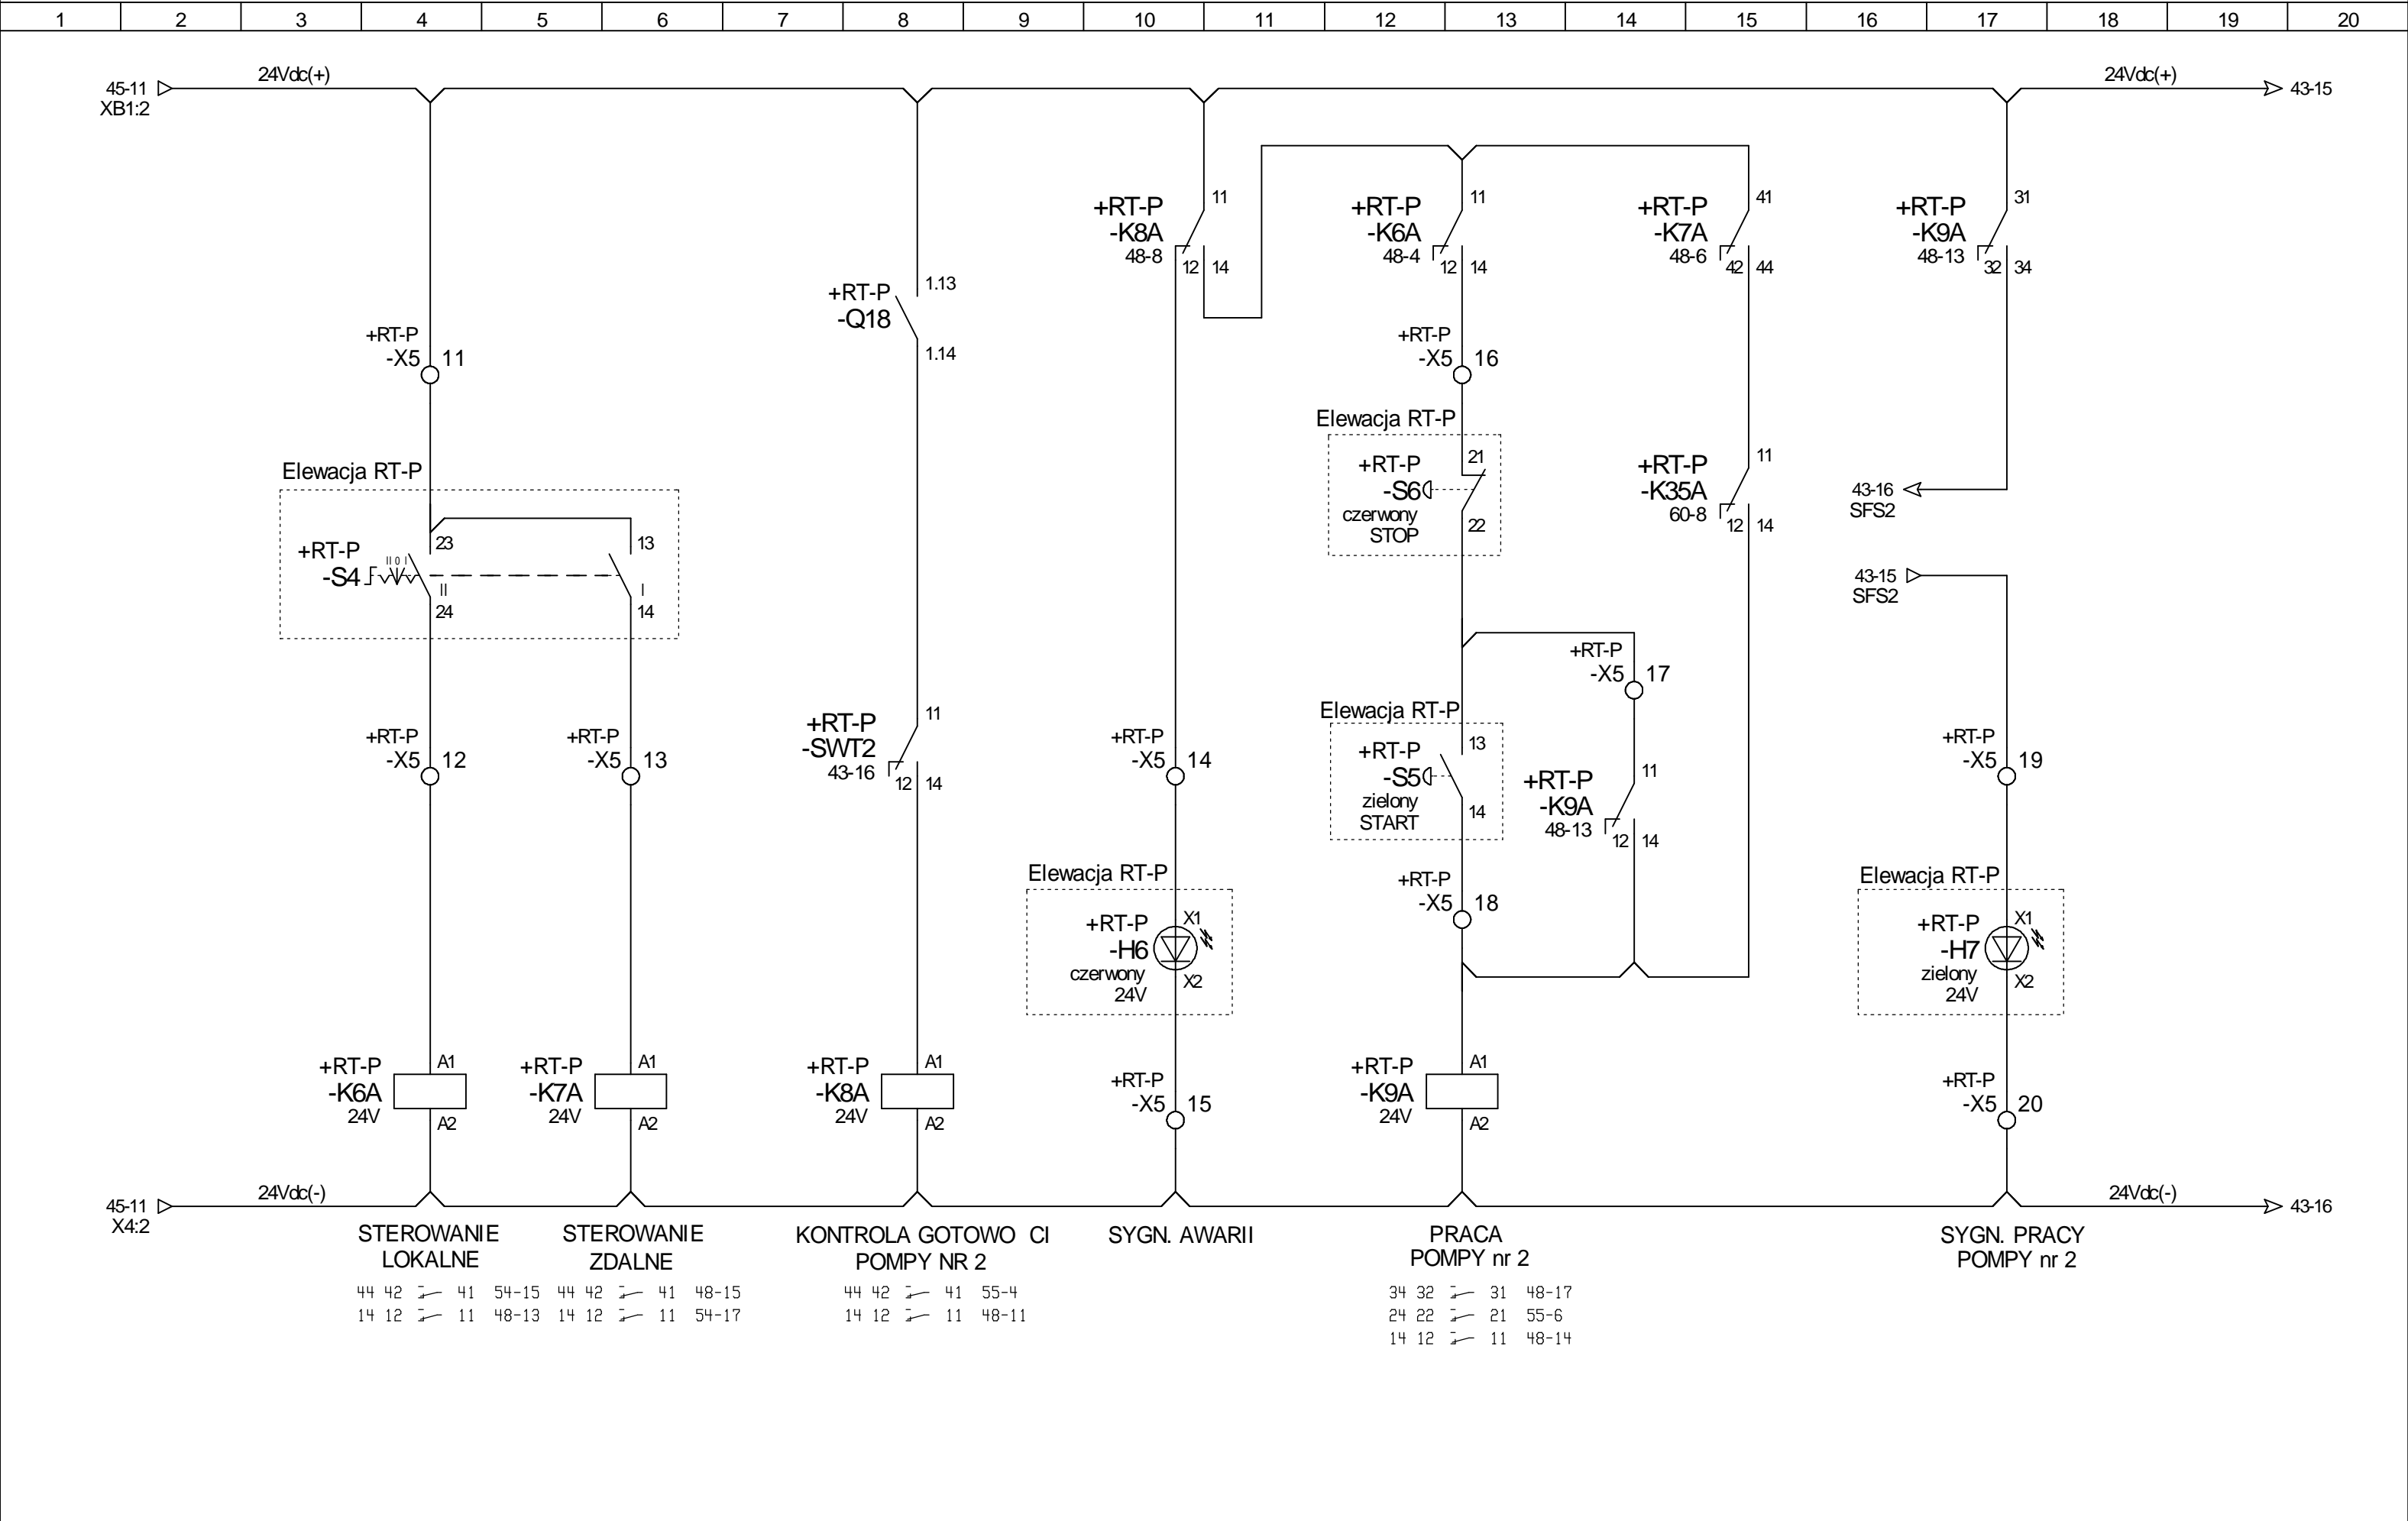 1 2 3 4 5 6 7 8 9 10 11 12 13 14 15 16 17 18 19 20
45-11
XB1:2
24Vdc(+)
24Vdc(+)
43-15
+RT-P
-X5 11
Elewacja RT-P
+RT-P
-S4
II 0 I
23
II
24
13
I
14
+RT-P
-X5 12
+RT-P
-X5 13
+RT-P
-K6A
24V
A1
A2
+RT-P
-K7A
24V
A1
A2
+RT-P
-Q18
1.13
1.14
+RT-P
-SWT2
43-16
11
12 14
+RT-P
-K8A
24V
A1
A2
+RT-P
-K8A
48-8
11
12 14
+RT-P
-X5 14
Elewacja RT-P
+RT-P
-H6
czerwony
24V
X1
X2
+RT-P
-X5 15
+RT-P
-K6A
48-4
11
12 14
+RT-P
-X5 16
Elewacja RT-P
+RT-P
-S6
czerwony
STOP
21
22
Elewacja RT-P
+RT-P
-S5
zielony
START
13
14
+RT-P
-X5 17
+RT-P
-K9A
48-13
11
12 14
+RT-P
-X5 18
+RT-P
-K9A
24V
A1
A2
+RT-P
-K7A
48-6
41
42 44
+RT-P
-K35A
60-8
11
12 14
+RT-P
-K9A
48-13
31
32 34
43-16
SFS2
43-15
SFS2
+RT-P
-X5 19
Elewacja RT-P
+RT-P
-H7
zielony
24V
X1
X2
+RT-P
-X5 20
45-11
X4:2
24Vdc(-)
24Vdc(-)
43-16
STEROWANIE
LOKALNE
44 42 41 54-15
14 12 11 48-13
STEROWANIE
ZDALNE
44 42 41 48-15
14 12 11 54-17
KONTROLA GOTOWO CI
POMPY NR 2
44 42 41 55-4
14 12 11 48-11
SYGN. AWARII
PRACA
POMPY nr 2
34 32 31 48-17
24 22 21 55-6
14 12 11 48-14
SYGN. PRACY
POMPY nr 2